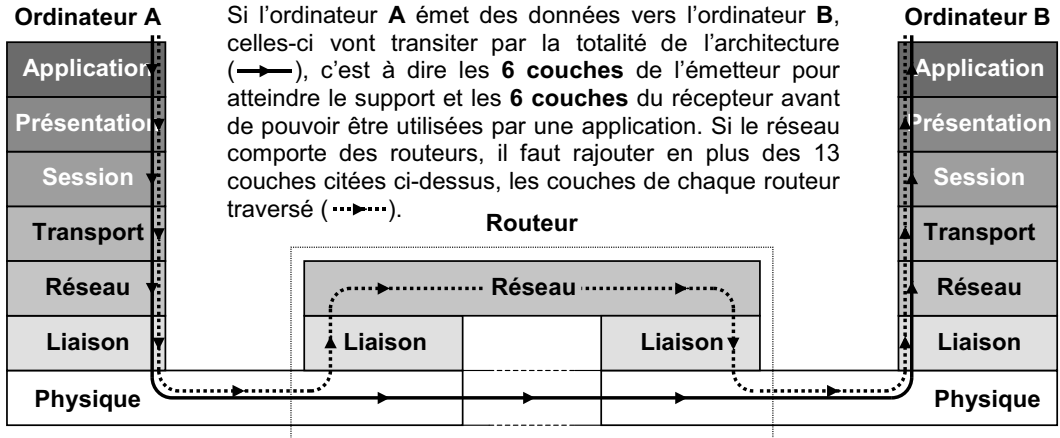 Ordinateur A
Si l'ordinateur A émet des données vers l'ordinateur B,
celles-ci vont transiter par la totalité de l'architecture
(), c'est à dire les 6 couches de l'émetteur pour
atteindre le support et les 6 couches du récepteur avant
de pouvoir être utilisées par une application. Si le réseau
comporte des routeurs, il faut rajouter en plus des 13
couches citées ci-dessus, les couches de chaque routeur
traversé ().
Ordinateur B
Application
Présentation
Session
Transport
Réseau
Liaison
Physique
Routeur
Réseau
Liaison
Liaison
Application
Présentation
Session
Transport
Réseau
Liaison
Physique